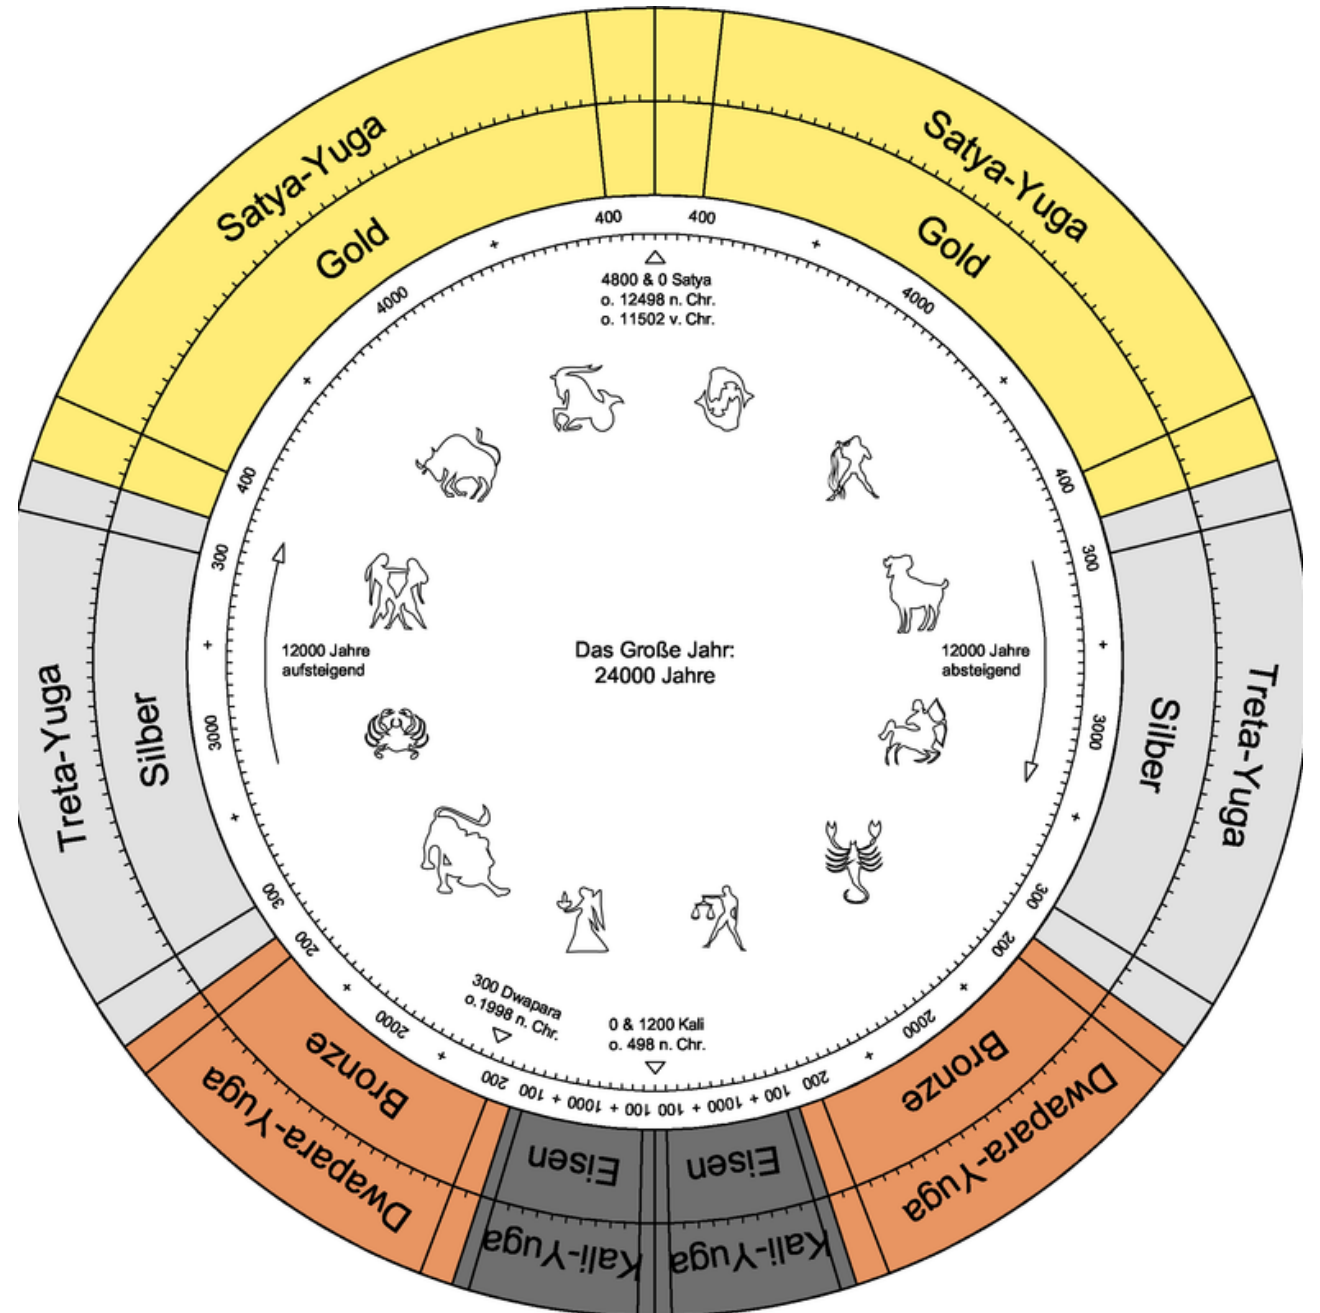 Satya-Yuga
Satya-Yuga
Gold
Gold
400
400
4800 & 0 Satya
o. 12498 n. Chr.
o. 11502 v. Chr.
+
+
4000
4000
+
+
400
400
300
300
12000 Jahre
aufsteigend
Das Große Jahr:
24000 Jahre
12000 Jahre
absteigend
+
+
Treta-Yuga
Silber
3000
3000
Silber
Treta-Yuga
+
+
300
300
200
200
+
+
2000
2000
+
+
300 Dwapara
o.1998 n. Chr.
0 & 1200 Kali
o. 498 n. Chr.
Bronze
Bronze
Dwapara-Yuga
Dwapara-Yuga
200
100 + 1000 + 100
100 + 1000 + 100
200
Eisen
Eisen
Kali-Yuga
Kali-Yuga